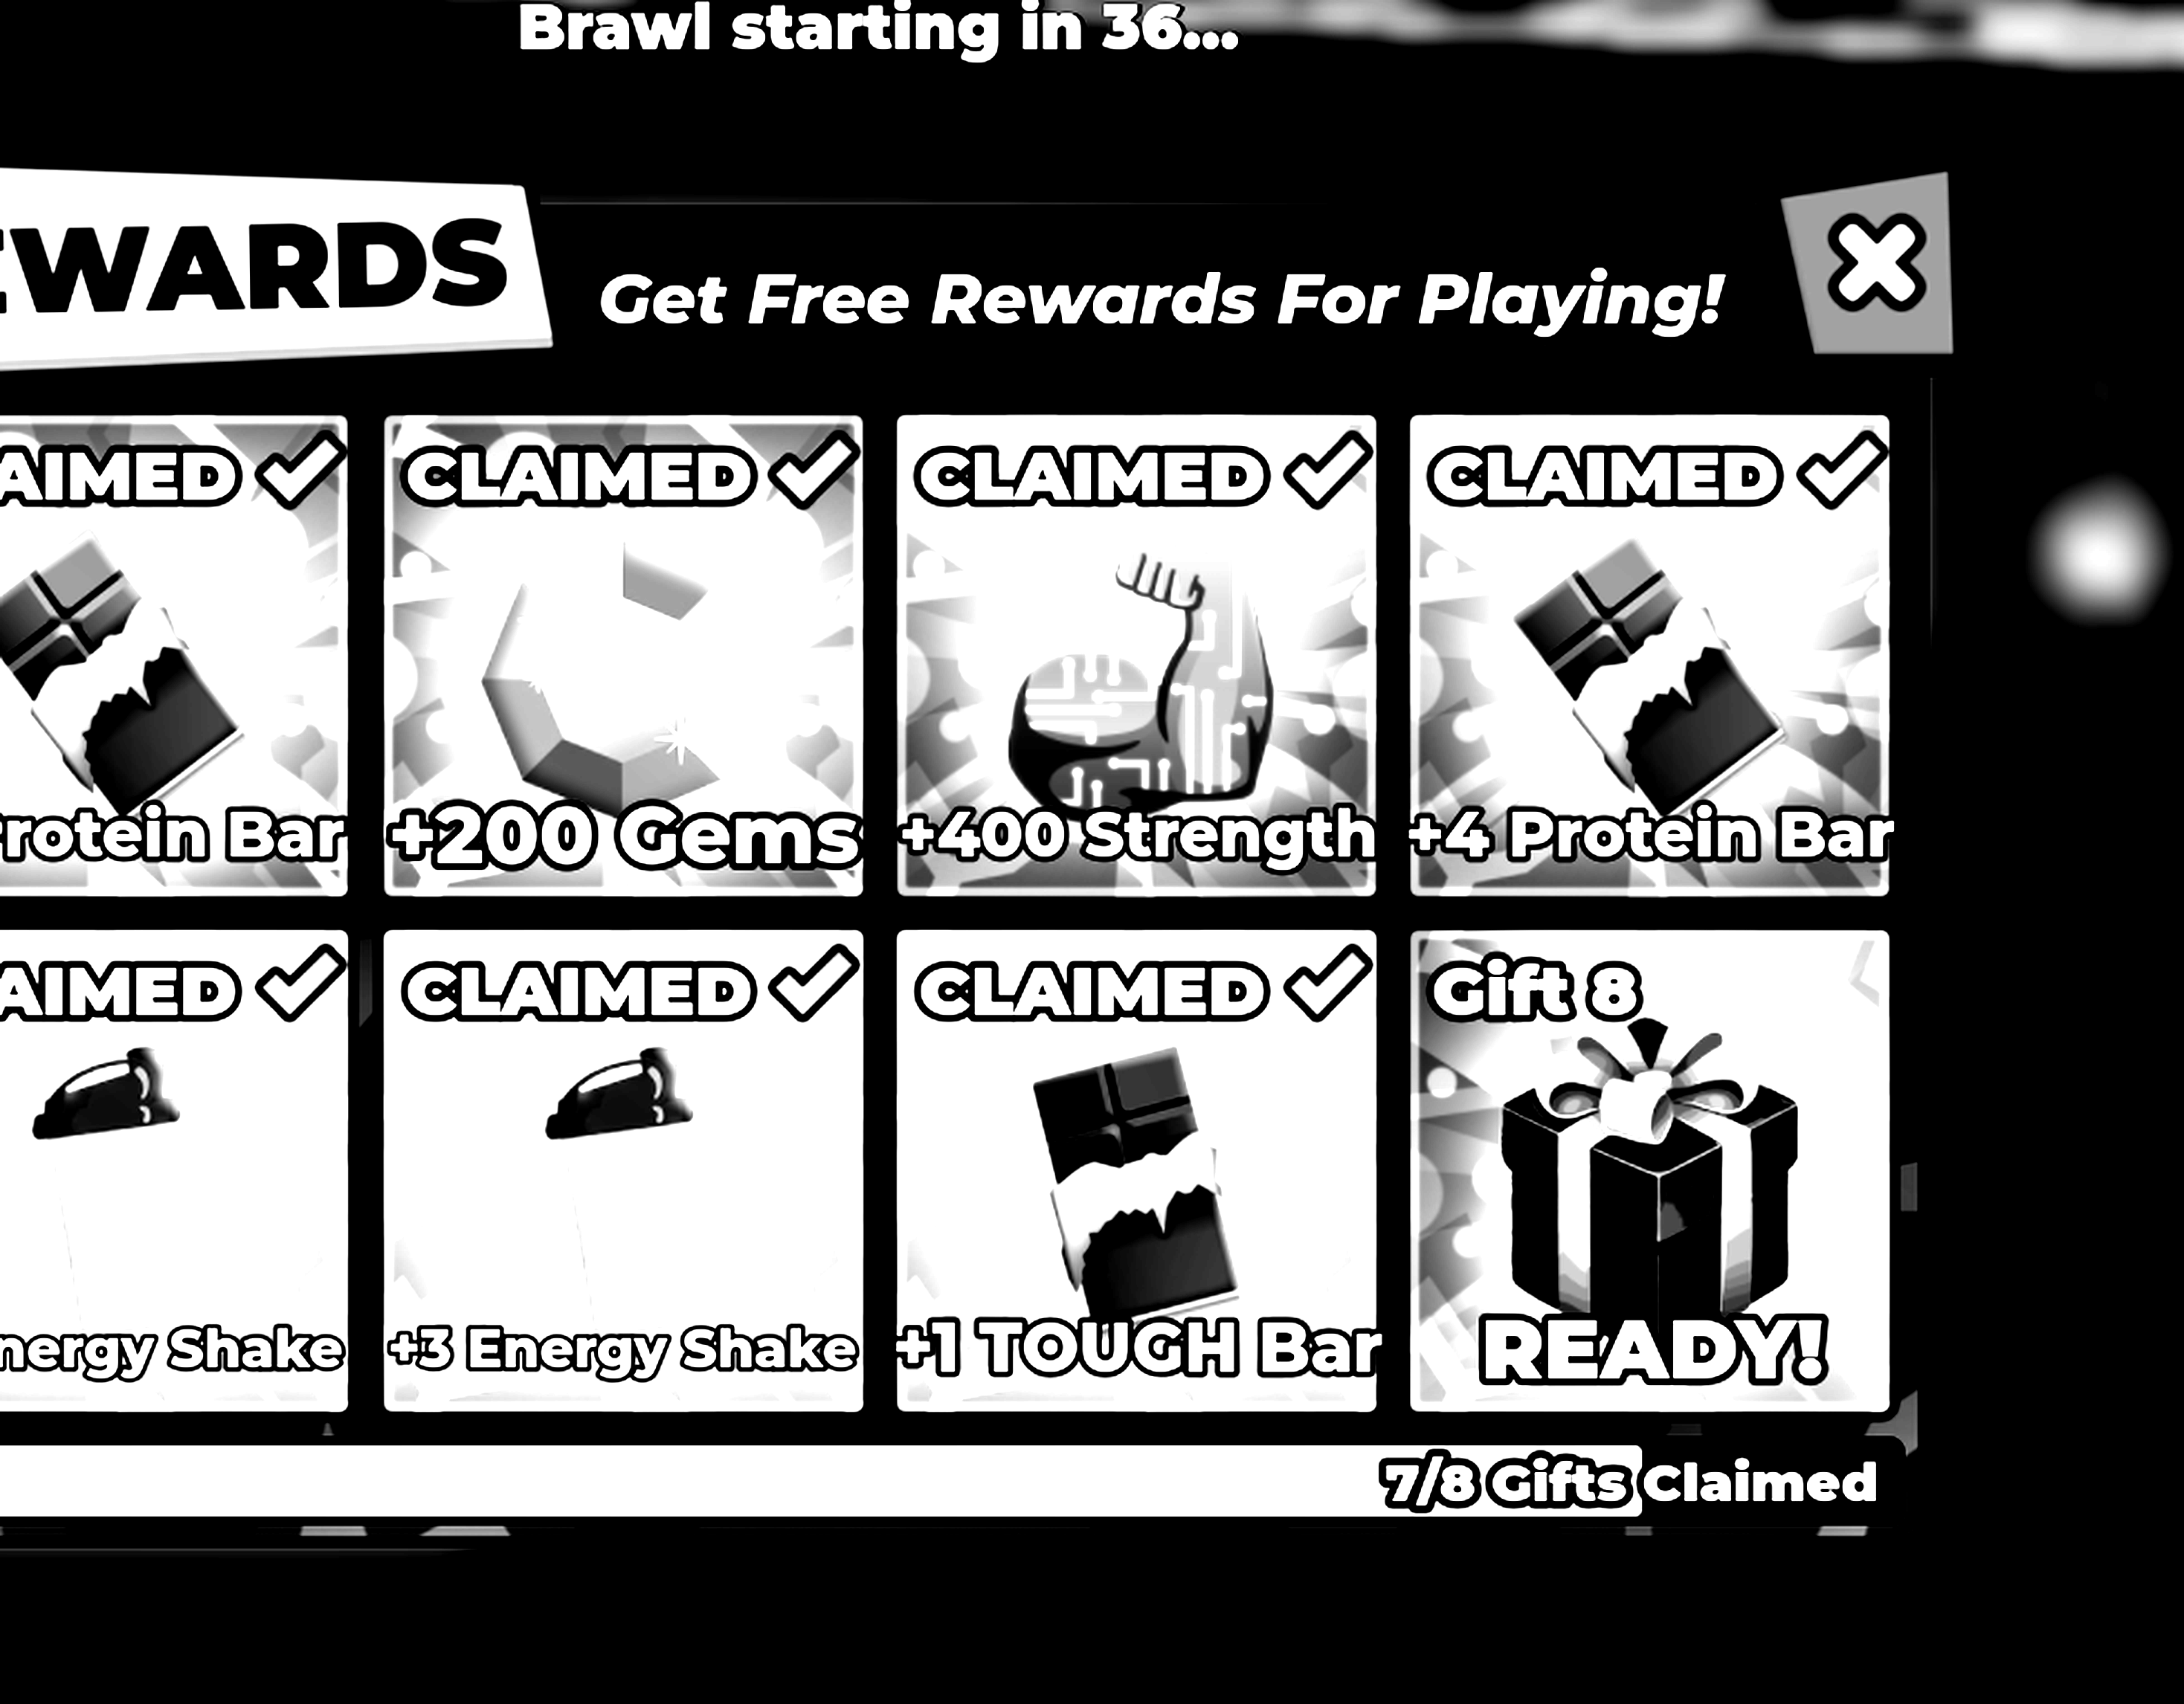 Brawl starting in 36...
EWARDS
Get Free Rewards For Playing!
AIMED
CLAIMED
CLAIMED
CLAIMED
rotein Bar
+200 Gems
+400 Strength
+4 Protein Bar
AIMED
CLAIMED
CLAIMED
Gift 8
nergy Shake
+3 Energy Shake
+1 TOUGH Bar
READY!
7/8 Gifts Claimed